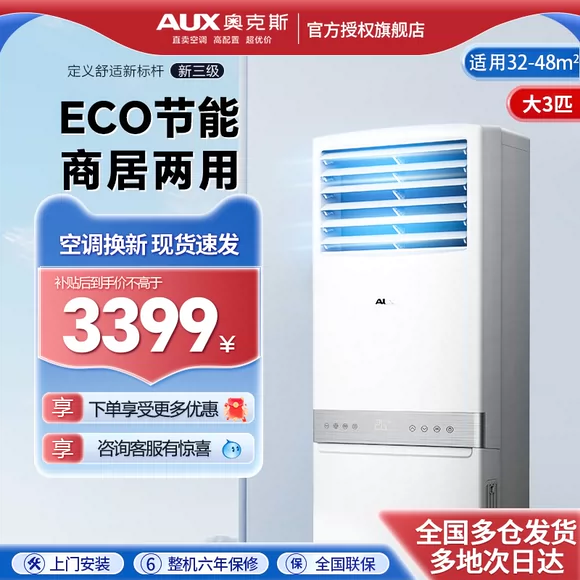 AUX奥克斯
直卖空调 高配置 超优价
官方授权旗舰店
适用32-48m²
大3匹
定义舒适新标杆 新三级
ECO节能
商居两用
空调换新 现货速发
补贴后到手价不高于
3399¥
享 下单享受更多优惠
享 咨询客服有惊喜
AUX
全国多仓发货
多地次日达
上门安装
6 整机六年保修
全国联保